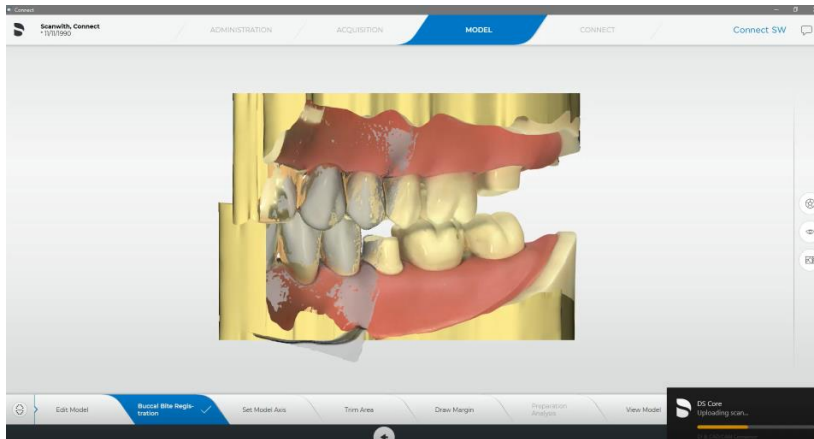 Connect
Scanwith, Connect
* 11/11/1990
ADMINISTRATION
ACQUISITION
MODEL
CONNECT
Connect SW
Edit Model
Buccal Bite Regis-
tration
Set Model Axis
Trim Area
Draw Margin
Preparation
Analysis
View Model
DS Core
Uploading scan...